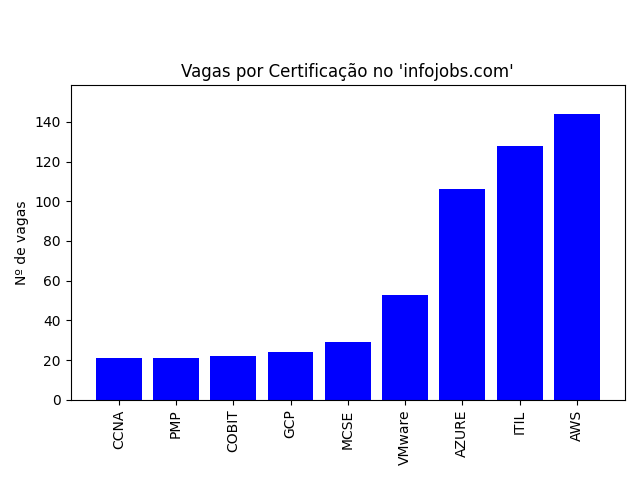 Vagas por Certificação no 'infojobs.com'
Nº de vagas
140
120
100
80
60
40
20
0
CCNA
PMP
COBIT
GCP
MCSE
VMware
AZURE
ITIL
AWS